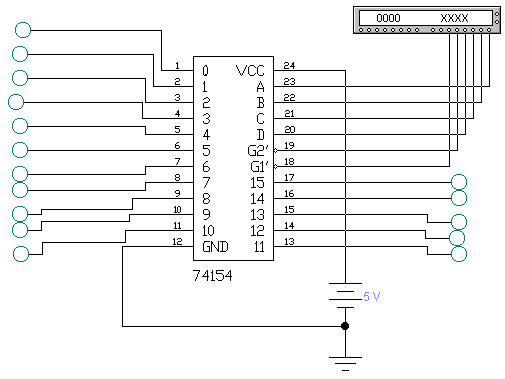 0000 XXXX
1 0 VCC 24
2 1 A 23
3 2 B 22
4 3 C 21
5 4 D 20
6 5 G2' 19
7 6 G1' 18
8 7 15 17
9 8 14 16
10 9 13 15
11 10 12 14
12 GND 11 13
74154
5 V